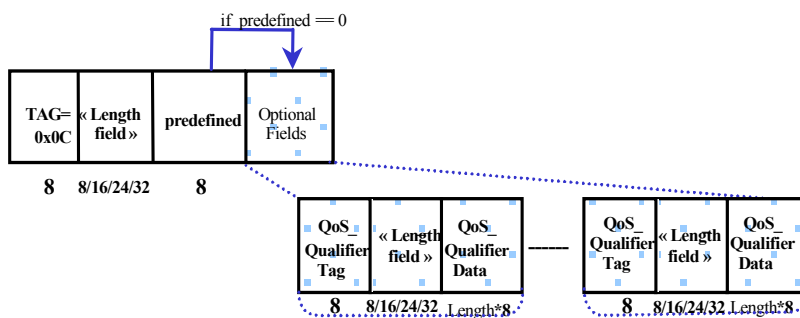 if predefined == 0
TAG= « Length predefined Optional
0x0C field » Fields
8 8/16/24/32 8
QoS_ « Length QoS_ QoS_ « Length QoS_
Qualifier field » Qualifier ------ Qualifier field » Qualifier
Tag Data Tag Data
8 8/16/24/32 Length*8 8 8/16/24/32 Length*8